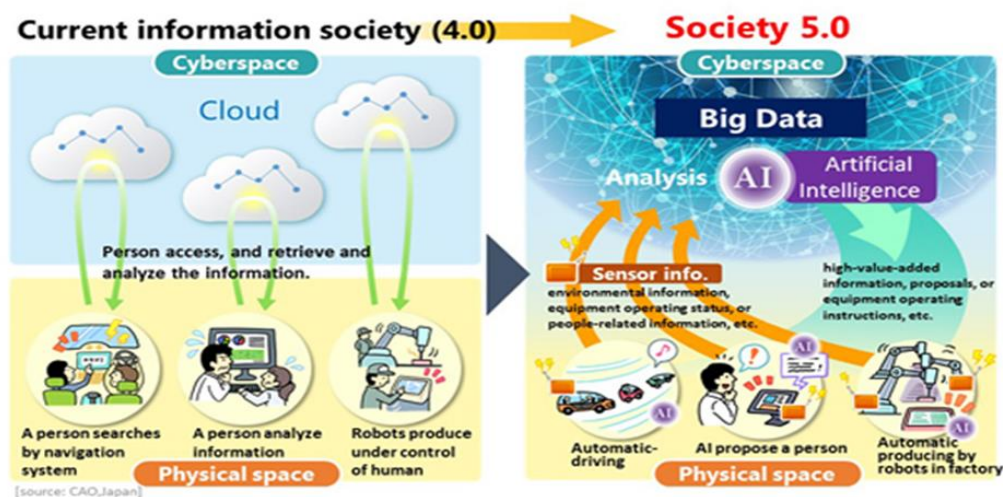 Current information society (4.0)
Society 5.0
Cyberspace
Cloud
Person access, and retrieve and
analyze the information.
A person searches
by navigation
system
A person analyze
information
Robots produce
under control
of human
Physical space
[source: CAO,Japan]
Cyberspace
Big Data
Analysis
AI
Artificial
Intelligence
Sensor info.
environmental information,
equipment operating status, or
people-related information, etc.
high-value-added
information, proposals, or
equipment operating
instructions, etc.
AI
AI
AI
Automatic-
driving
AI propose a person
Automatic
producing by
robots in factory
Physical space